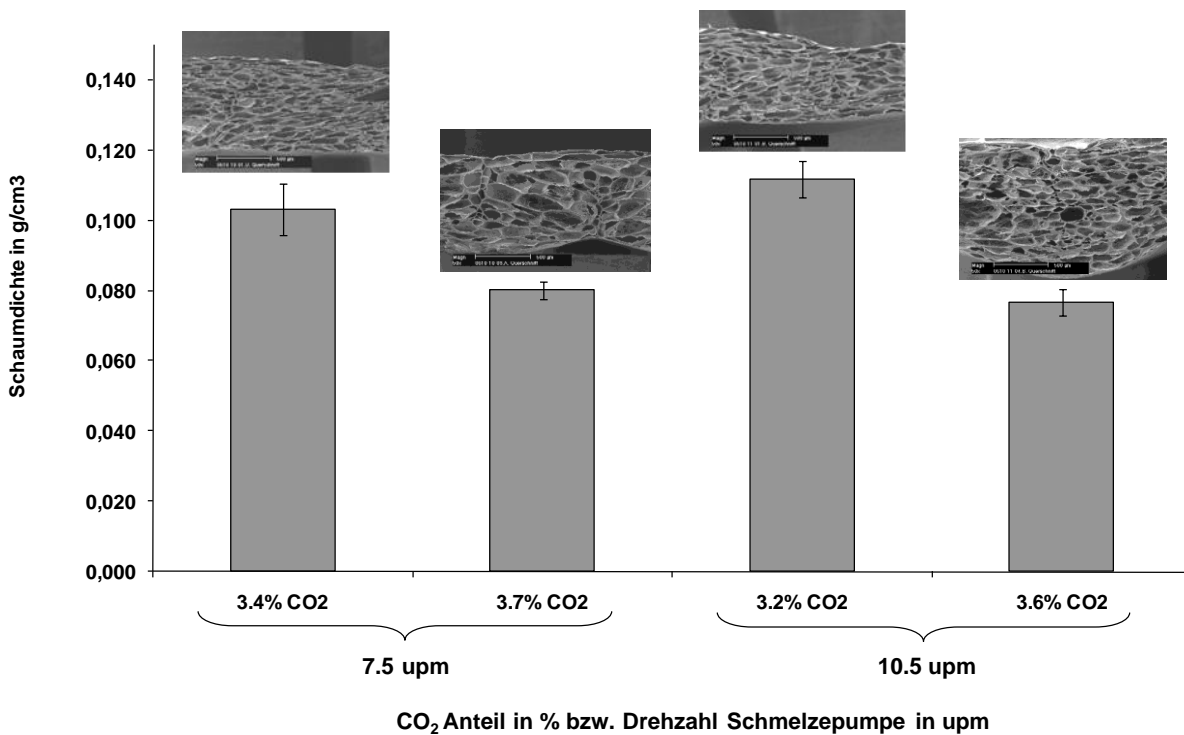 Schaumdichte in g/cm3
0,140
0,120
0,100
0,080
0,060
0,040
0,020
0,000
3.4% CO2
3.7% CO2
3.2% CO2
3.6% CO2
7.5 upm
10.5 upm
CO₂ Anteil in % bzw. Drehzahl Schmelzepumpe in upm